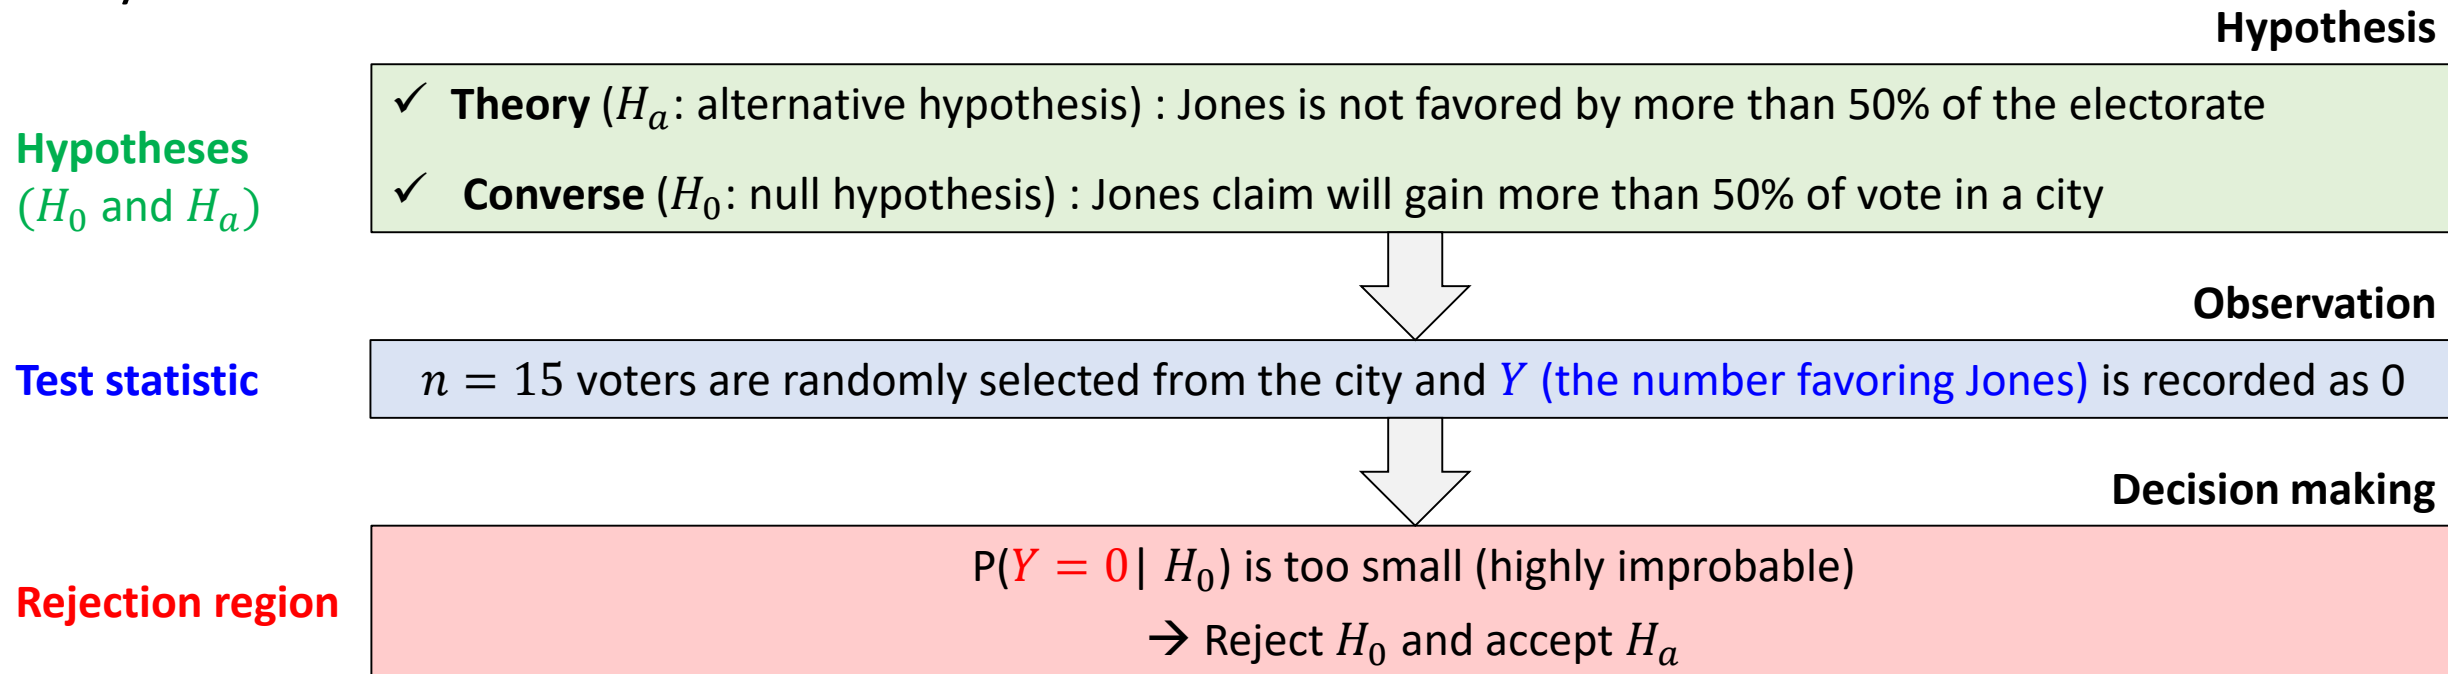 Hypothesis
Hypotheses
(H₀ and Hₐ)
✓ Theory (Hₐ: alternative hypothesis) : Jones is not favored by more than 50% of the electorate
✓ Converse (H₀: null hypothesis) : Jones claim will gain more than 50% of vote in a city
Observation
Test statistic
n = 15 voters are randomly selected from the city and Y (the number favoring Jones) is recorded as 0
Decision making
Rejection region
P(Y = 0| H₀) is too small (highly improbable)
→ Reject H₀ and accept Hₐ